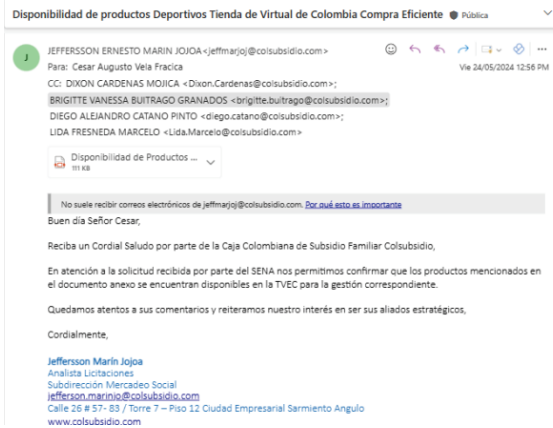 Disponibilidad de productos Deportivos Tienda de Virtual de Colombia Compra Eficiente Pública
J
JEFFERSSON ERNESTO MARIN JOJOA<jeffmarjoj@colsubsidio.com>
Para: Cesar Augusto Vela Fracica
Vie 24/05/2024 12:56 PM
CC: DIXON CARDENAS MOJICA <Dixon.Cardenas@colsubsidio.com>;
BRIGITTE VANESSA BUITRAGO GRANADOS <brigitte.buitrago@colsubsidio.com>;
DIEGO ALEJANDRO CATANO PINTO <diego.catano@colsubsidio.com>;
LIDA FRESNEDA MARCELO <Lida.Marcelo@colsubsidio.com>
Disponibilidad de Productos ...
111 KB
No suele recibir correos electrónicos de jeffmarjoj@colsubsidio.com. Por qué esto es importante
Buen día Señor Cesar,
Reciba un Cordial Saludo por parte de la Caja Colombiana de Subsidio Familiar Colsubsidio,
En atención a la solicitud recibida por parte del SENA nos permitimos confirmar que los productos mencionados en
el documento anexo se encuentran disponibles en la TVEC para la gestión correspondiente.
Quedamos atentos a sus comentarios y reiteramos nuestro interés en ser sus aliados estratégicos,
Cordialmente,
Jeffersson Marín Jojoa
Analista Licitaciones
Subdirección Mercadeo Social
jefferson.marinjo@colsubsidio.com
Calle 26 # 57- 83 / Torre 7 – Piso 12 Ciudad Empresarial Sarmiento Angulo
www.colsubsidio.com